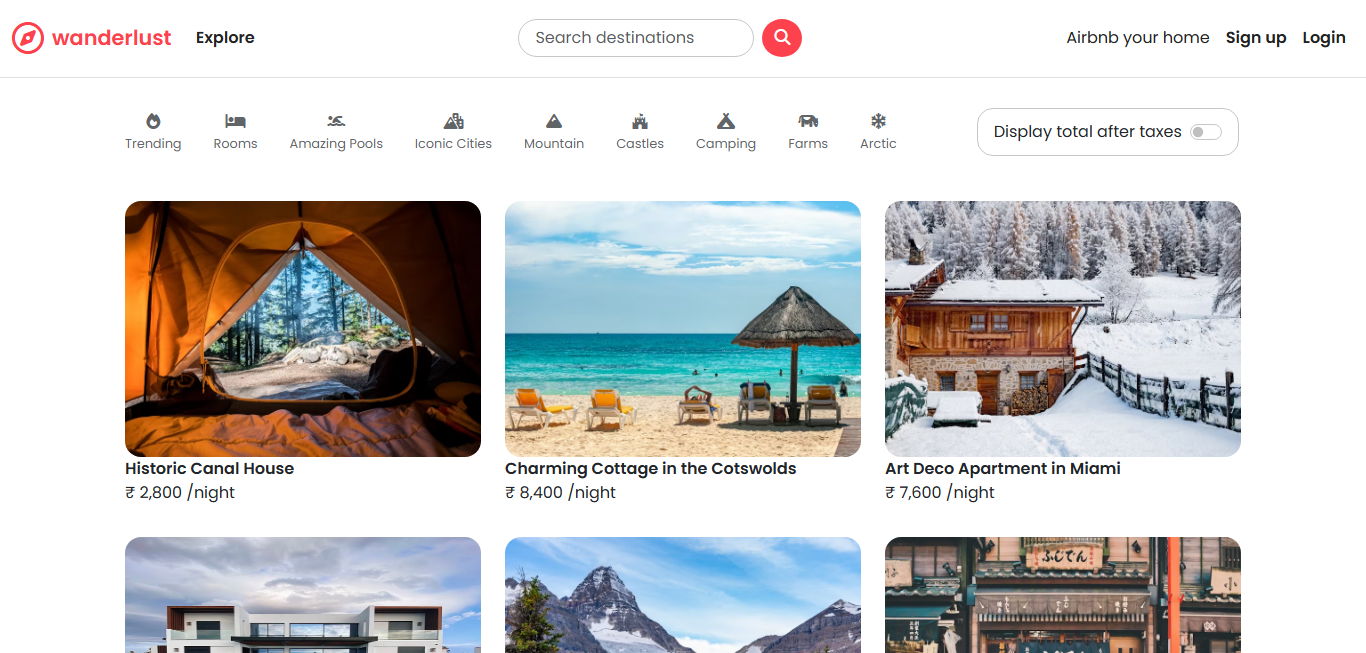 wanderlust Explore Search destinations Airbnb your home Sign up Login
Trending Rooms Amazing Pools Iconic Cities Mountain Castles Camping Farms Arctic Display total after taxes
Historic Canal House
₹ 2,800 /night
Charming Cottage in the Cotswolds
₹ 8,400 /night
Art Deco Apartment in Miami
₹ 7,600 /night
ふじでん